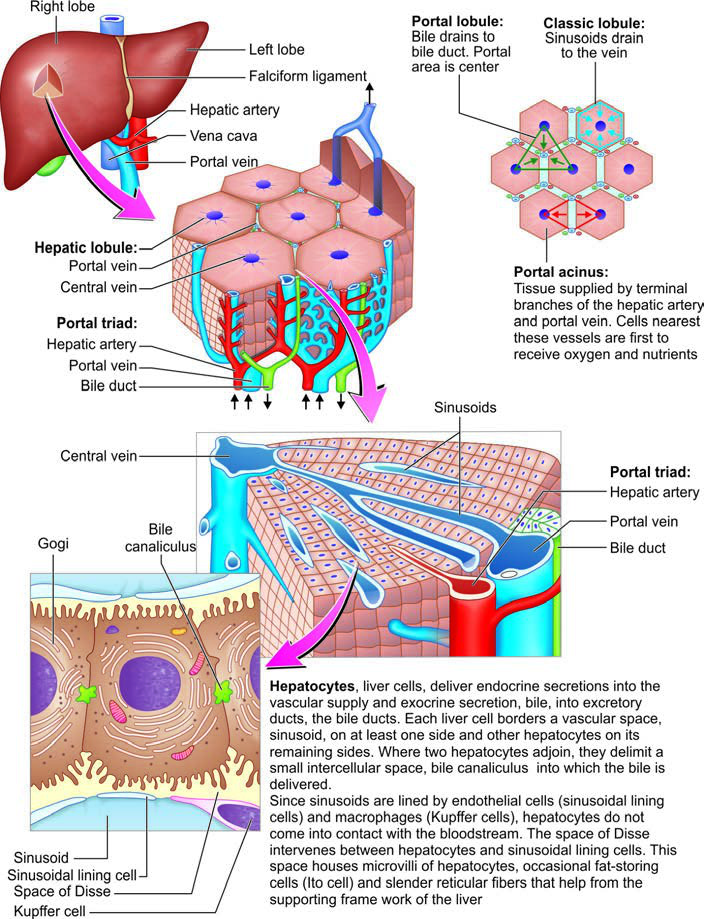 Right lobe
Left lobe
Falciform ligament
Hepatic artery
Vena cava
Portal vein
Portal lobule:
Bile drains to
bile duct. Portal
area is center
Classic lobule:
Sinusoids drain
to the vein
Hepatic lobule:
Portal vein
Central vein
Portal triad:
Hepatic artery
Portal vein
Bile duct
Portal acinus:
Tissue supplied by terminal
branches of the hepatic artery
and portal vein. Cells nearest
these vessels are first to
receive oxygen and nutrients
Sinusoids
Central vein
Portal triad:
Hepatic artery
Portal vein
Bile duct
Gogi
Bile
canaliculus
Sinusoid
Sinusoidal lining cell
Space of Disse
Kupffer cell
Hepatocytes, liver cells, deliver endocrine secretions into the
vascular supply and exocrine secretion, bile, into excretory
ducts, the bile ducts. Each liver cell borders a vascular space,
sinusoid, on at least one side and other hepatocytes on its
remaining sides. Where two hepatocytes adjoin, they delimit a
small intercellular space, bile canaliculus into which the bile is
delivered.
Since sinusoids are lined by endothelial cells (sinusoidal lining
cells) and macrophages (Kupffer cells), hepatocytes do not
come into contact with the bloodstream. The space of Disse
intervenes between hepatocytes and sinusoidal lining cells. This
space houses microvilli of hepatocytes, occasional fat-storing
cells (Ito cell) and slender reticular fibers that help from the
supporting frame work of the liver